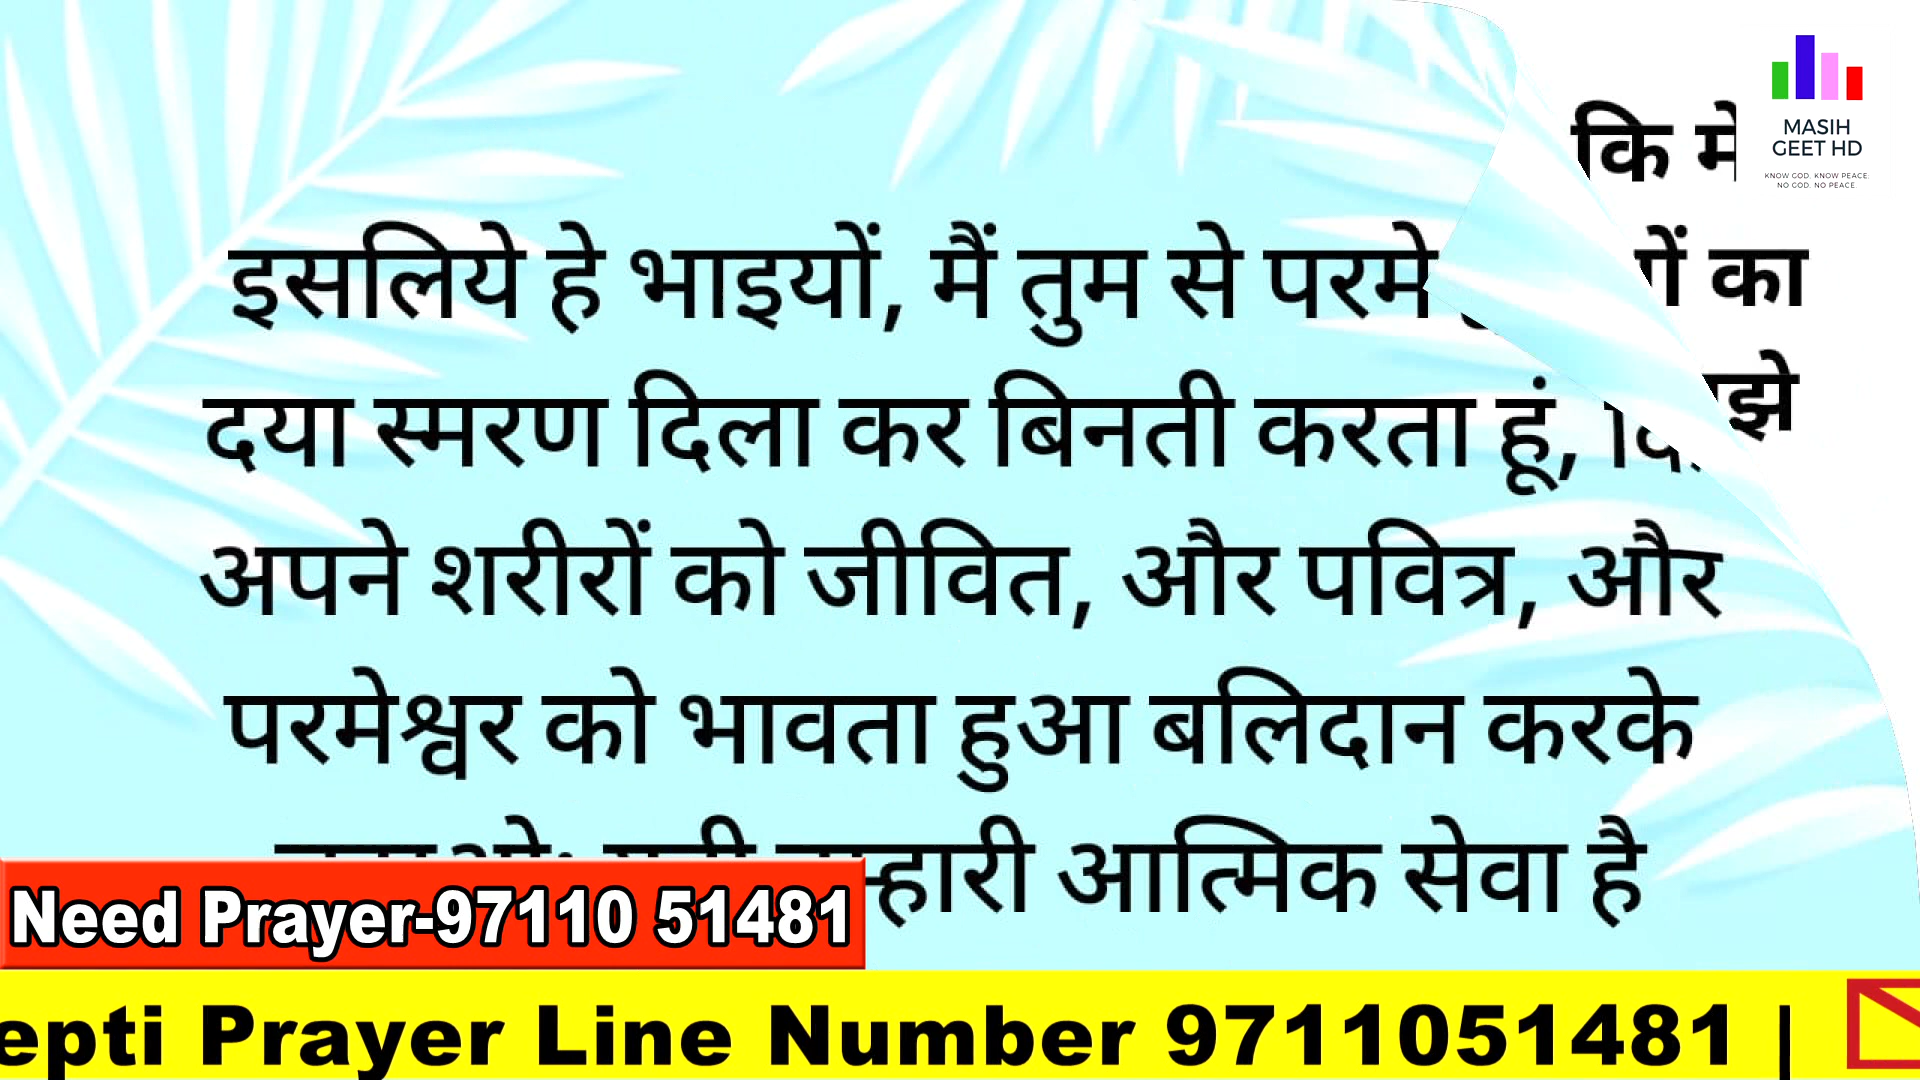 MASIH
GEET HD
KNOW GOD. KNOW PEACE.
NO GOD. NO PEACE.
कि
का
इसलिये हे भाइयों, मैं तुम से
दया स्मरण दिला कर बिनती करता हूं,
अपने शरीरों को जीवित, और पवित्र, और
परमेश्वर को भावता हुआ बलिदान करके
आत्मिक सेवा है
Need Prayer-97110 51481
epti Prayer Line Number 9711051481 |